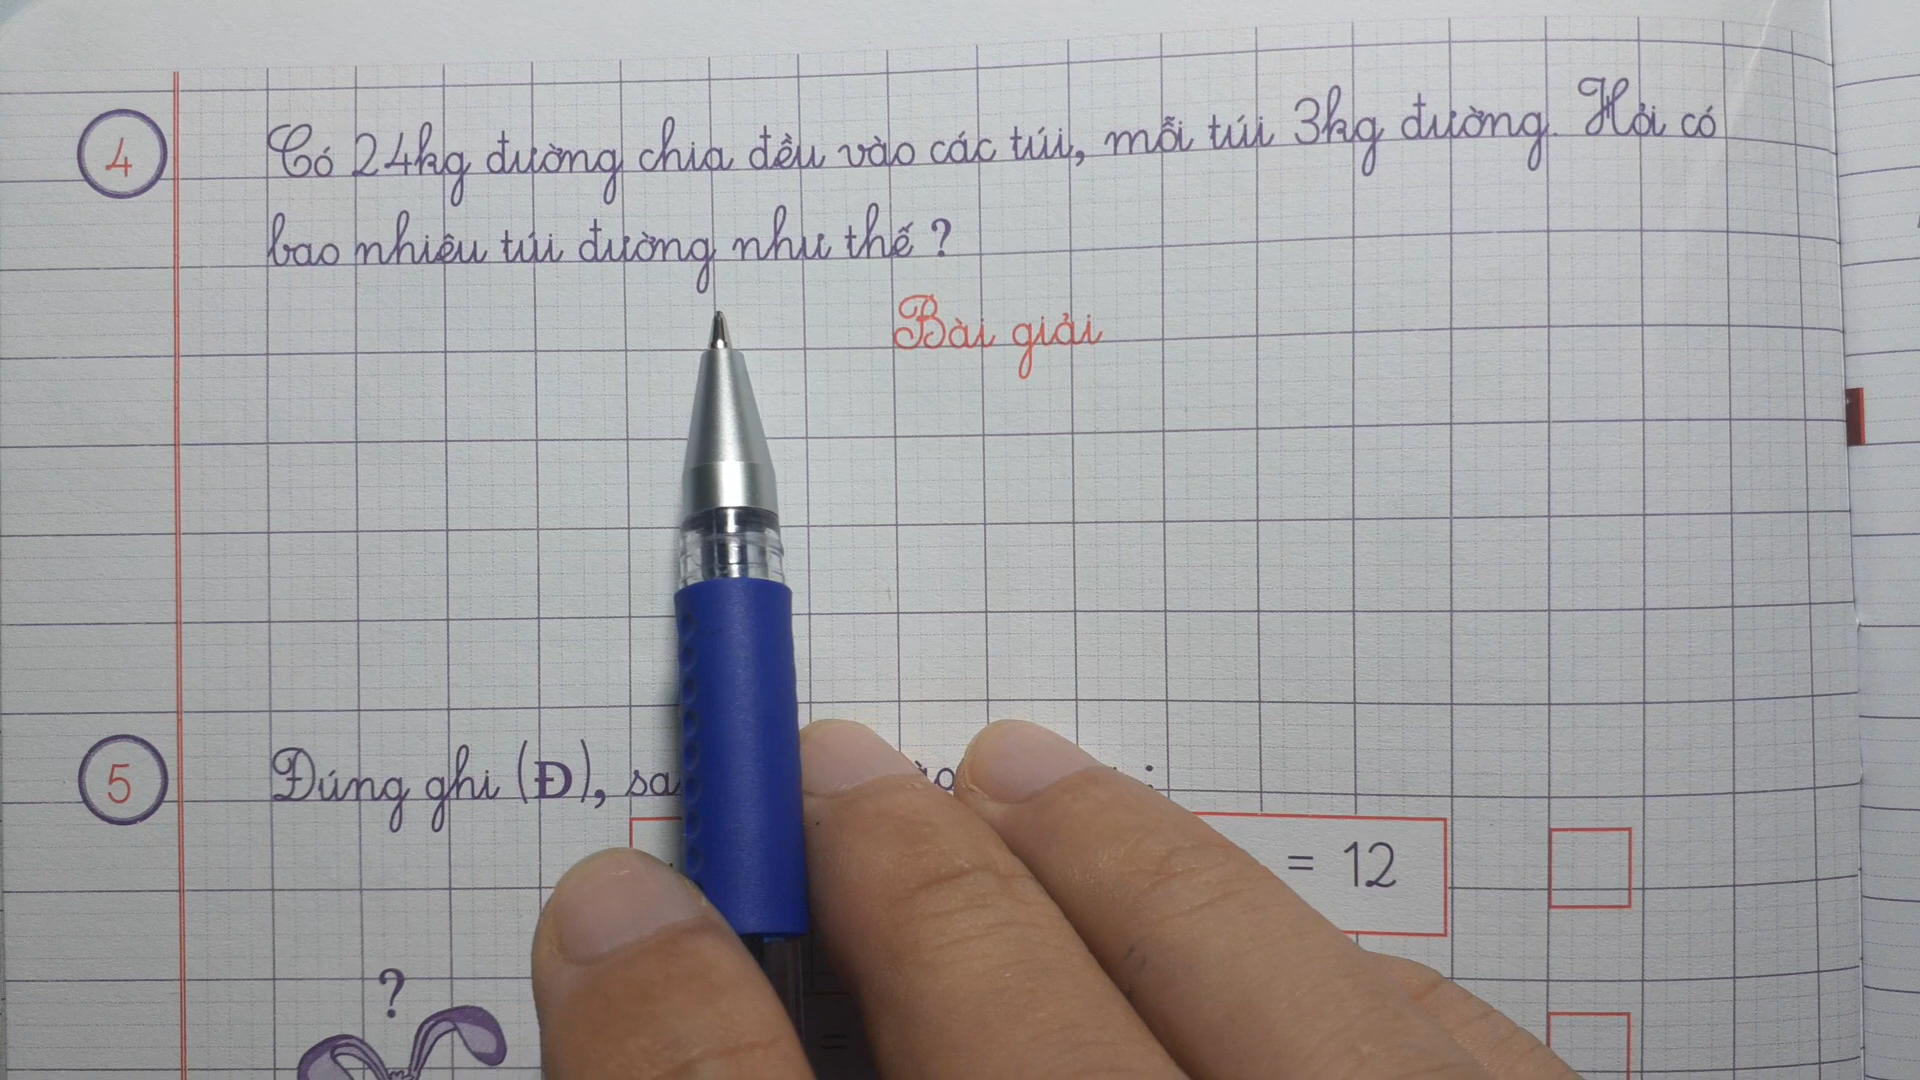 4 Có 24kg đường chia đều vào các túi, mỗi túi 3kg đường. Hỏi có
bao nhiêu túi đường như thế?
Bài giải
5 Đúng ghi (Đ), :
= 12
?
=